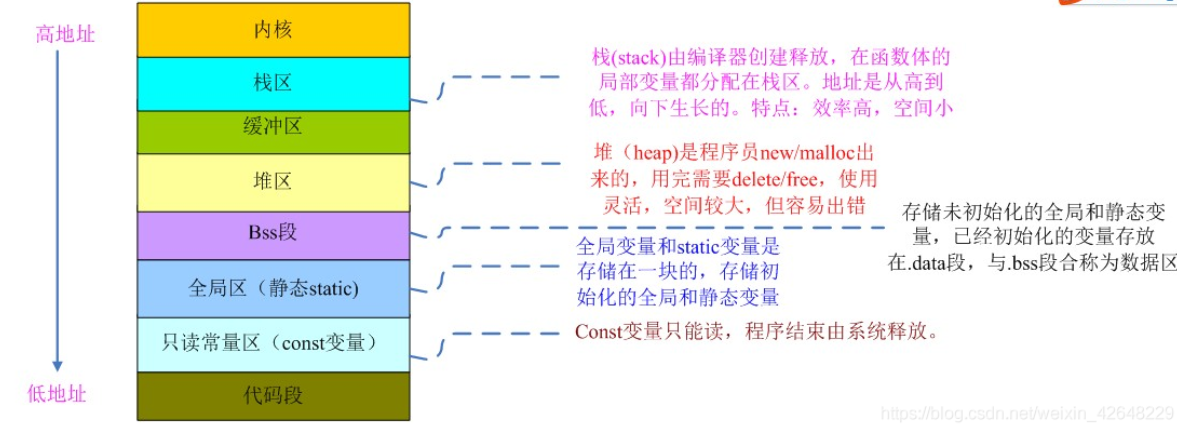 高地址
内核
栈区
缓冲区
堆区
Bss段
全局区（静态static)
只读常量区（const变量）
代码段
低地址
栈(stack)由编译器创建释放，在函数体的
局部变量都分配在栈区。地址是从高到
低，向下生长的。特点：效率高，空间小
堆（heap)是程序员new/malloc出
来的，用完需要delete/free，使用
灵活，空间较大，但容易出错
存储未初始化的全局和静态变
量，已经初始化的变量存放
在.data段，与.bss段合称为数据区
全局变量和static变量是
存储在一块的，存储初
始化的全局和静态变量
Const变量只能读，程序结束由系统释放。
https://blog.csdn.net/weixin_42648229